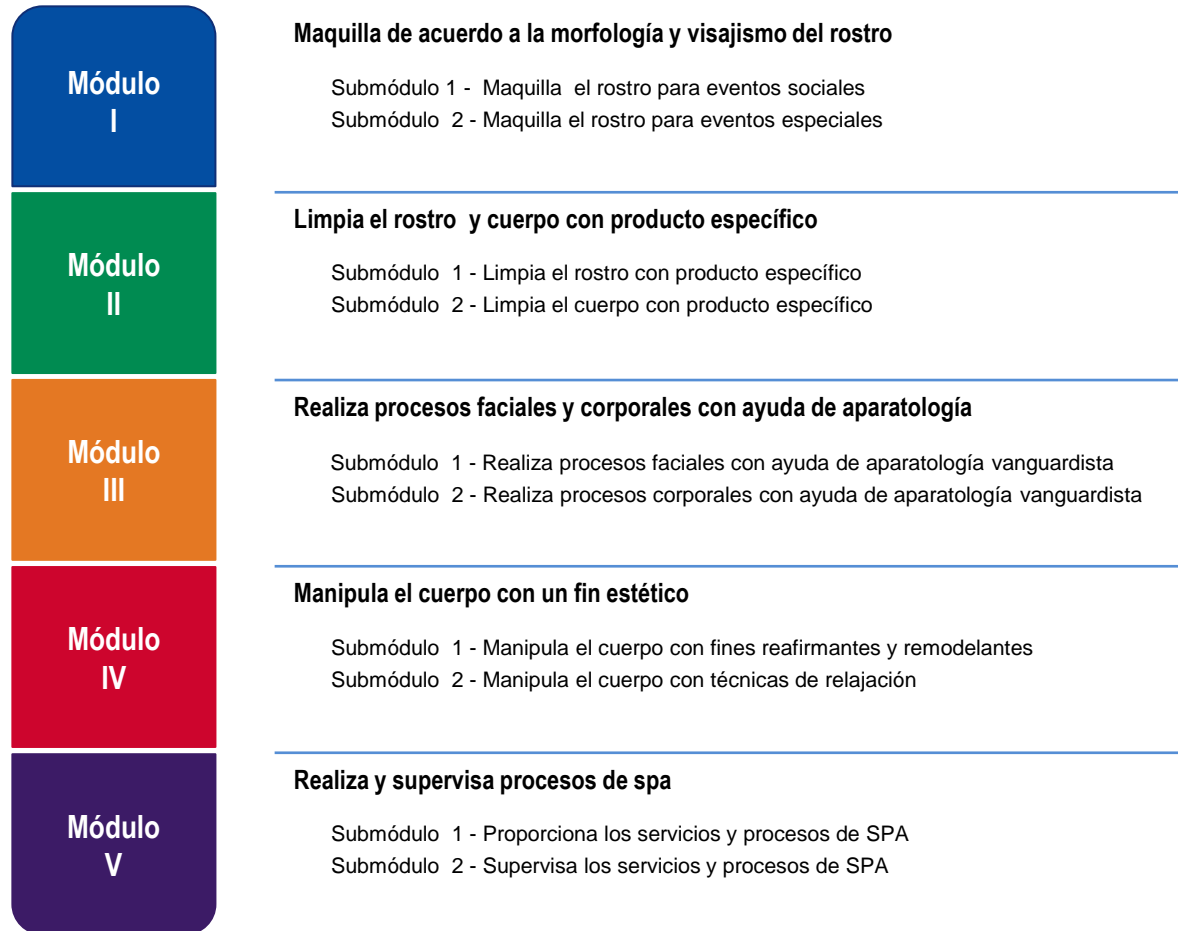 Módulo
I
Maquilla de acuerdo a la morfología y visajismo del rostro
Submódulo 1 - Maquilla el rostro para eventos sociales
Submódulo 2 - Maquilla el rostro para eventos especiales
Módulo
II
Limpia el rostro y cuerpo con producto específico
Submódulo 1 - Limpia el rostro con producto específico
Submódulo 2 - Limpia el cuerpo con producto específico
Módulo
III
Realiza procesos faciales y corporales con ayuda de aparatología
Submódulo 1 - Realiza procesos faciales con ayuda de aparatología vanguardista
Submódulo 2 - Realiza procesos corporales con ayuda de aparatología vanguardista
Módulo
IV
Manipula el cuerpo con un fin estético
Submódulo 1 - Manipula el cuerpo con fines reafirmantes y remodelantes
Submódulo 2 - Manipula el cuerpo con técnicas de relajación
Módulo
V
Realiza y supervisa procesos de spa
Submódulo 1 - Proporciona los servicios y procesos de SPA
Submódulo 2 - Supervisa los servicios y procesos de SPA